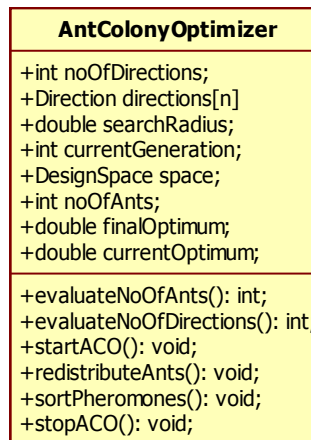 AntColonyOptimizer
+int noOfDirections;
+Direction directions[n]
+double searchRadius;
+int currentGeneration;
+DesignSpace space;
+int noOfAnts;
+double finalOptimum;
+double currentOptimum;
+evaluateNoOfAnts(): int;
+evaluateNoOfDirections(): int;
+startACO(): void;
+redistributeAnts(): void;
+sortPheromones(): void;
+stopACO(): void;